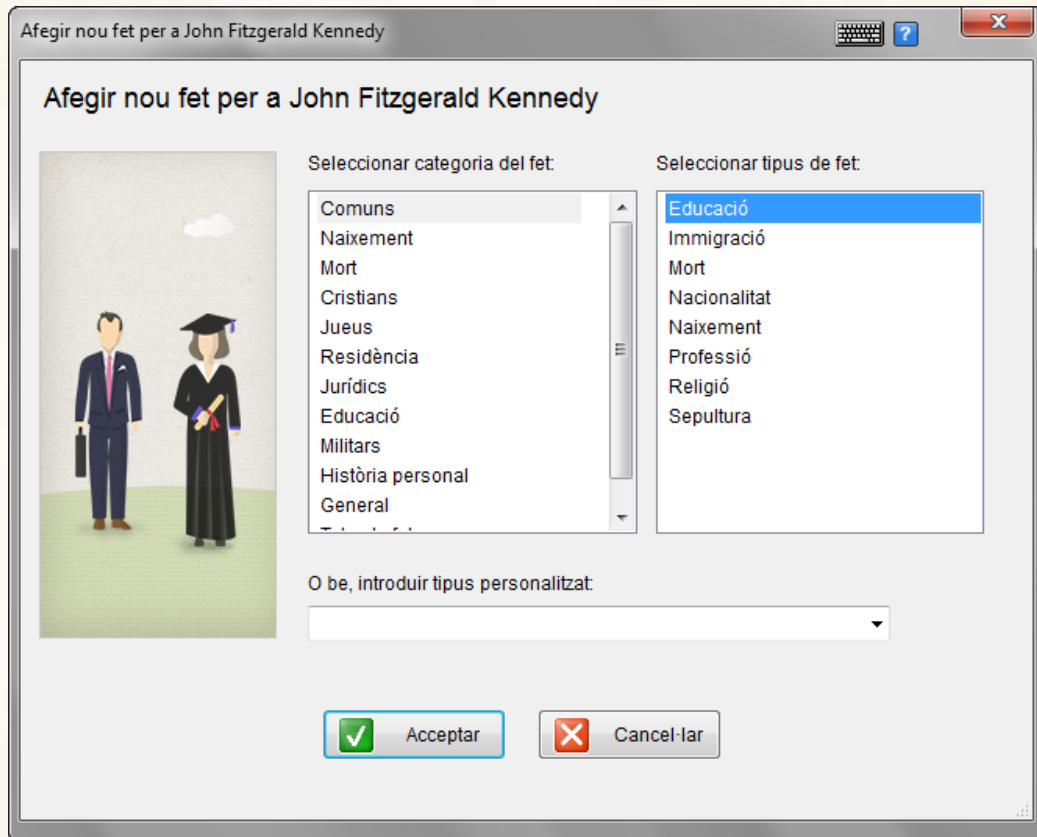 Afegir nou fet per a John Fitzgerald Kennedy
?
Afegir nou fet per a John Fitzgerald Kennedy
Seleccionar categoria del fet:
Comuns
Naixement
Mort
Cristians
Jueus
Residència
Jurídics
Educació
Militars
Història personal
General
Seleccionar tipus de fet:
Educació
Immigració
Mort
Nacionalitat
Naixement
Professió
Religió
Sepultura
O be, introduir tipus personalitzat:
Acceptar
Cancel·lar